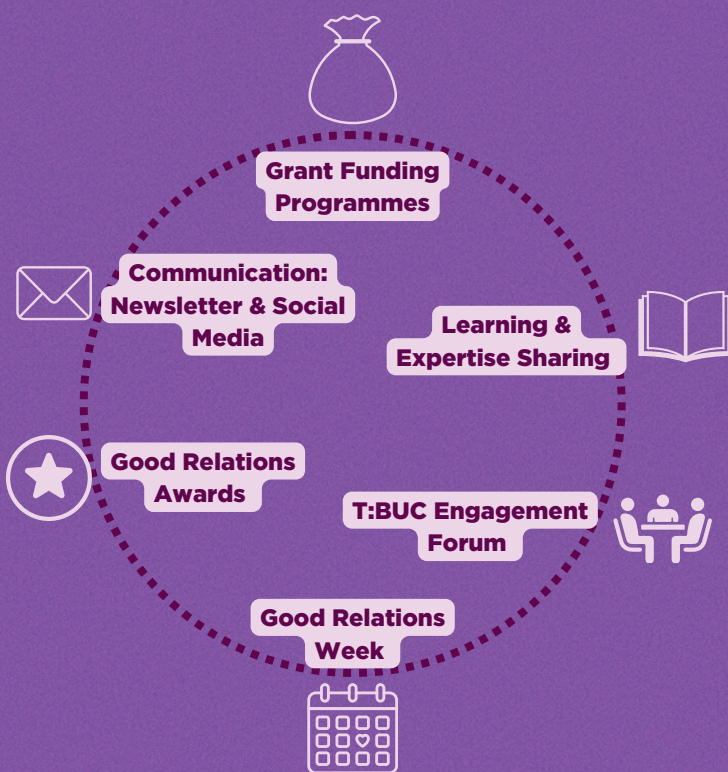 Grant Funding
Programmes
Communication:
Newsletter & Social
Media
Learning &
Expertise Sharing
Good Relations
Awards
T:BUC Engagement
Forum
Good Relations
Week